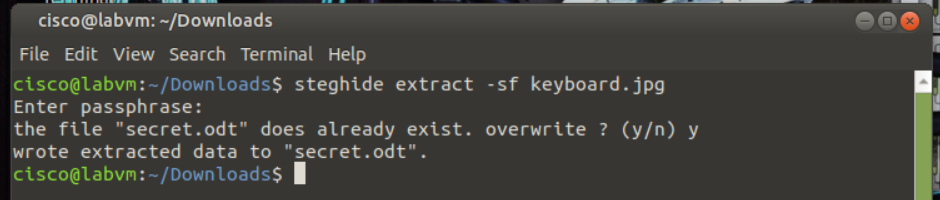 cisco@labvm: ~/Downloads
File Edit View Search Terminal Help
cisco@labvm:~/Downloads$ steghide extract -sf keyboard.jpg
Enter passphrase:
the file "secret.odt" does already exist. overwrite ? (y/n) y
wrote extracted data to "secret.odt".
cisco@labvm:~/Downloads$